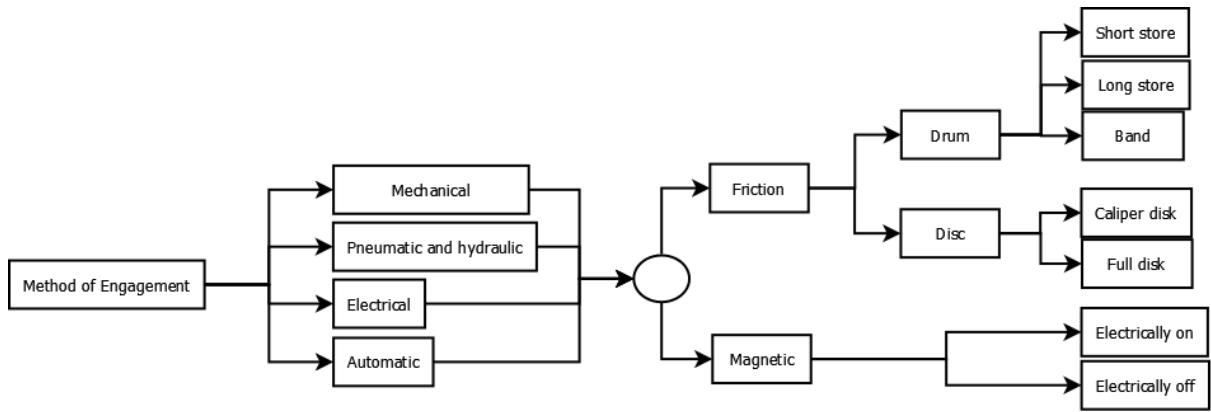 Method of Engagement
Mechanical
Pneumatic and hydraulic
Electrical
Automatic
Friction
Magnetic
Drum
Disc
Short store
Long store
Band
Caliper disk
Full disk
Electrically on
Electrically off